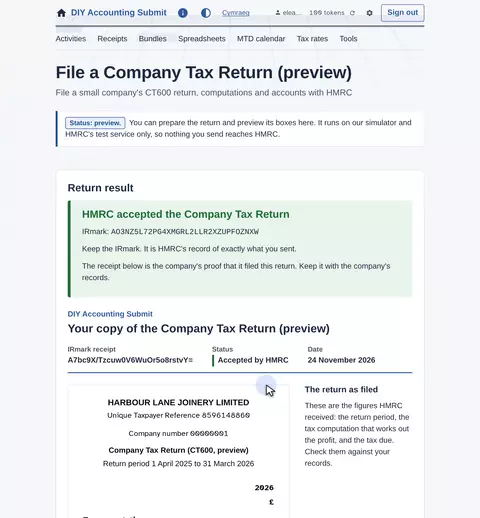 DIY Accounting Submit
Cymraeg
elea...
100 tokens
Sign out
Activities
Receipts
Bundles
Spreadsheets
MTD calendar
Tax rates
Tools
File a Company Tax Return (preview)
File a small company's CT600 return, computations and accounts with HMRC
Status: preview. You can prepare the return and preview its boxes here. It runs on our simulator and
HMRC's test service only, so nothing you send reaches HMRC.
Return result
HMRC accepted the Company Tax Return
IRmark: AO3NZ5L72PG4XMGRL2LLR2XZUPFOZNXW
Keep the IRmark. It is HMRC's record of exactly what you sent.
The receipt below is the company's proof that it filed this return. Keep it with the company's
records.
DIY Accounting Submit
Your copy of the Company Tax Return (preview)
IRmark receipt
A7bc9X/Tzcuw0V6WuOr5o8rstvY=
Status
Accepted by HMRC
Date
24 November 2026
HARBOUR LANE JOINERY LIMITED
Unique Taxpayer Reference 8596148860
Company number 00000001
Company Tax Return (CT600, preview)
Return period 1 April 2025 to 31 March 2026
2026
£
The return as filed
These are the figures HMRC
received: the return period, the
tax computation that works out
the profit, and the tax due.
Check them against your
records.